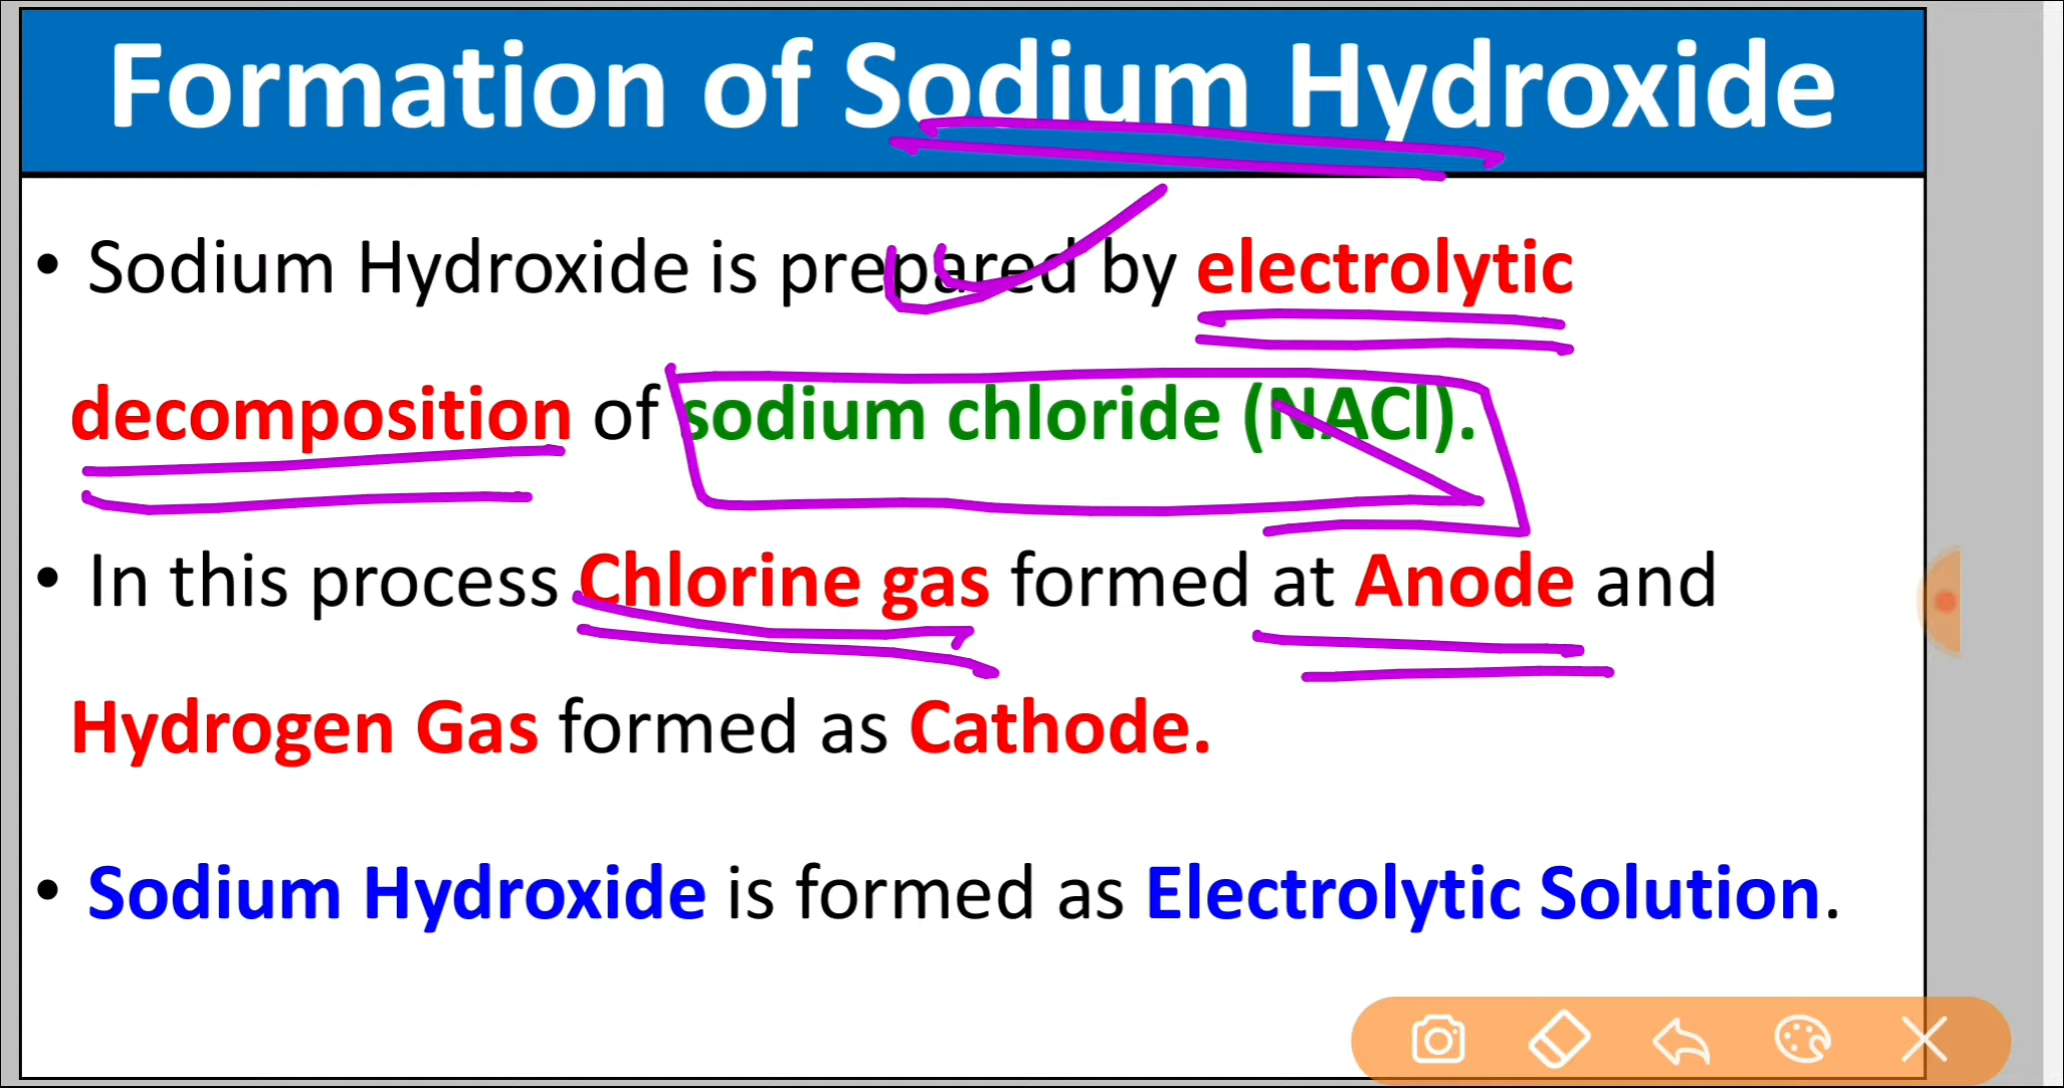 Formation of Sodium Hydroxide
• Sodium Hydroxide is prepared by electrolytic
decomposition of sodium chloride (NACl).
• In this process Chlorine gas formed at Anode and
Hydrogen Gas formed as Cathode.
• Sodium Hydroxide is formed as Electrolytic Solution.